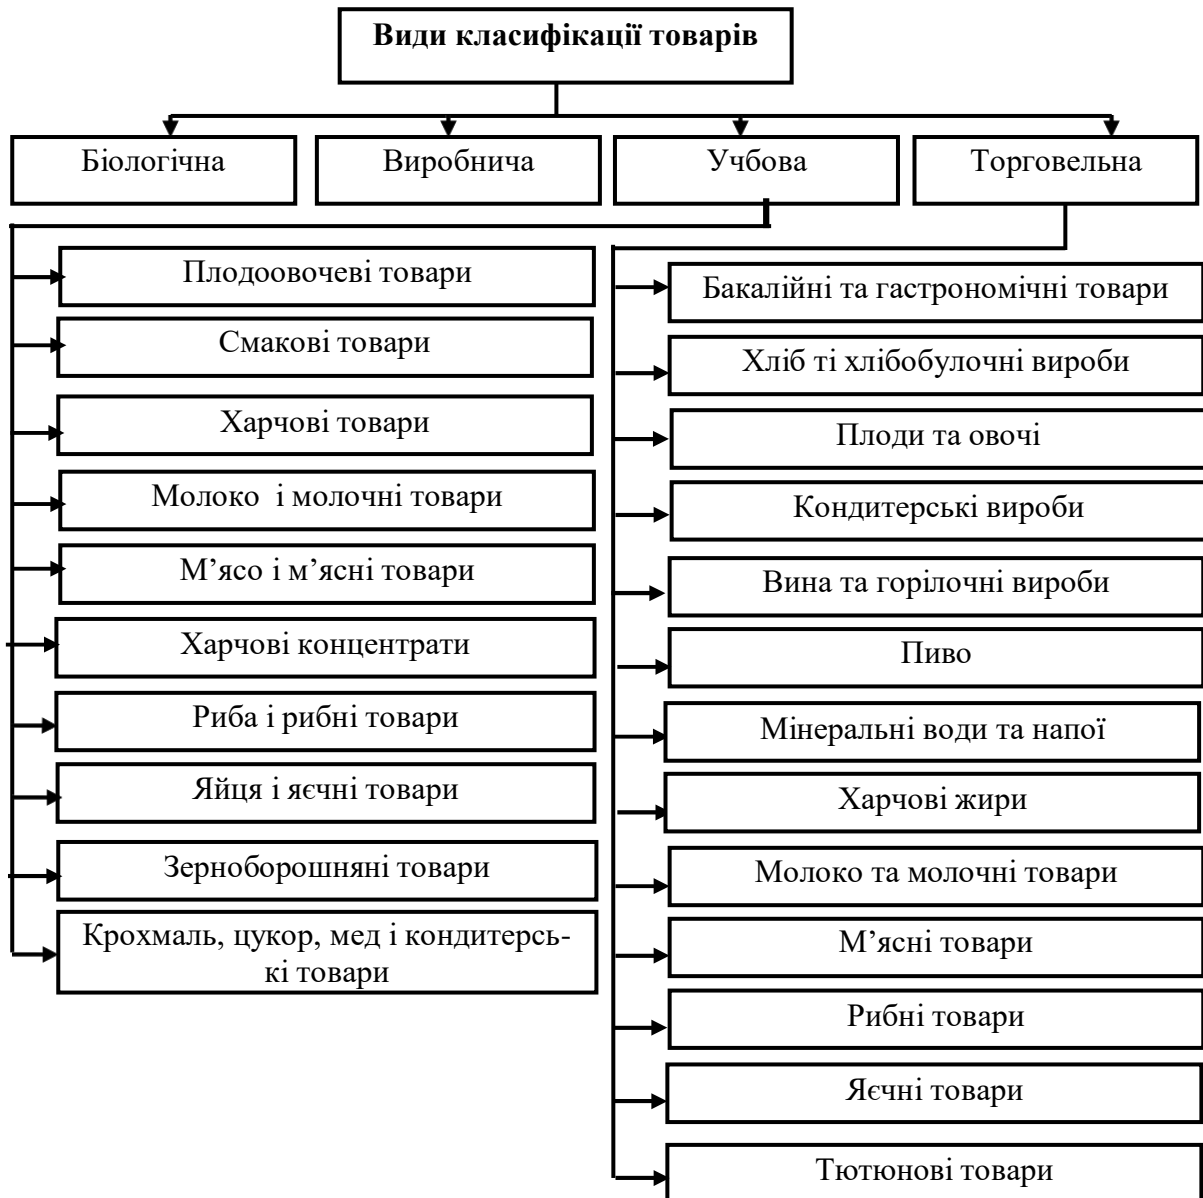 Види класифікації товарів
Біологічна
Виробнича
Учбова
Торговельна
Плодоовочеві товари
Смакові товари
Харчові товари
Молоко і молочні товари
М’ясо і м’ясні товари
Харчові концентрати
Риба і рибні товари
Яйця і яєчні товари
Зерноборошняні товари
Крохмаль, цукор, мед і кондитерсь-
кі товари
Бакалійні та гастрономічні товари
Хліб ті хлібобулочні вироби
Плоди та овочі
Кондитерські вироби
Вина та горілочні вироби
Пиво
Мінеральні води та напої
Харчові жири
Молоко та молочні товари
М’ясні товари
Рибні товари
Яєчні товари
Тютюнові товари